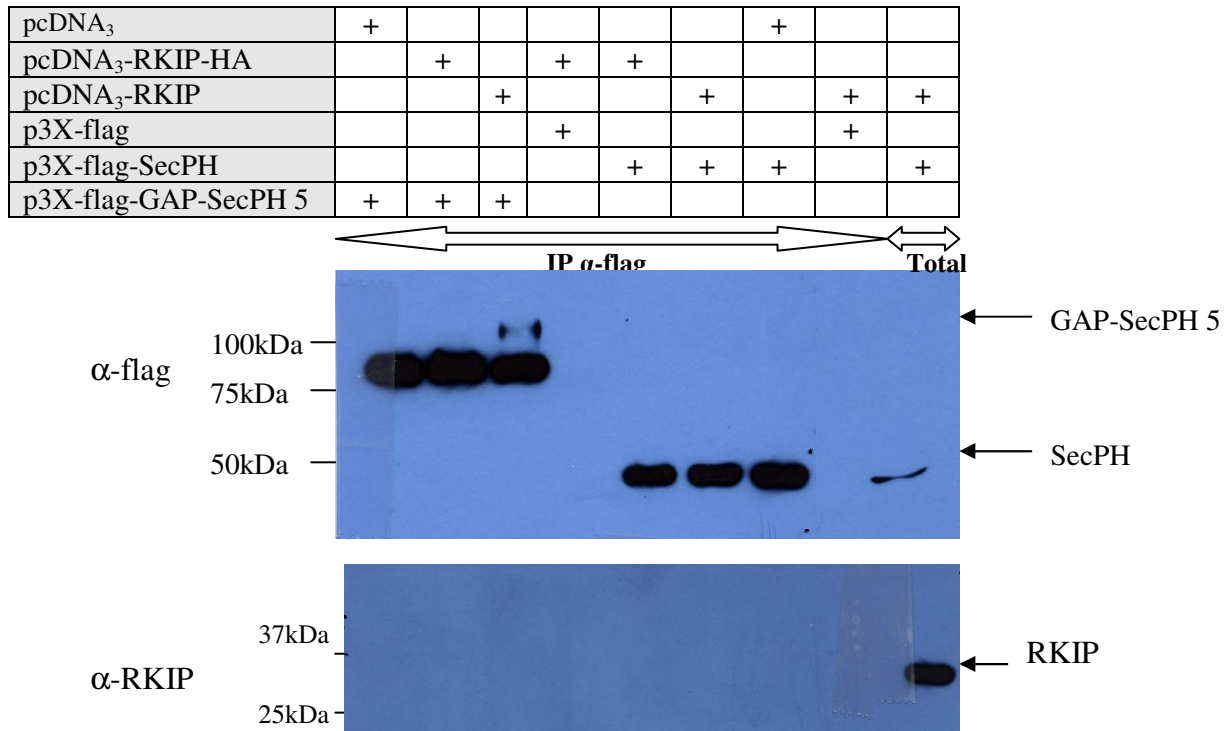 pcDNA₃ + +
pcDNA₃-RKIP-HA + + +
pcDNA₃-RKIP + + + +
p3X-flag + +
p3X-flag-SecPH + + + +
p3X-flag-GAP-SecPH 5 + + +
IP α-flag Total
GAP-SecPH 5
100kDa
α-flag
75kDa
50kDa
SecPH
37kDa
RKIP
α-RKIP
25kDa